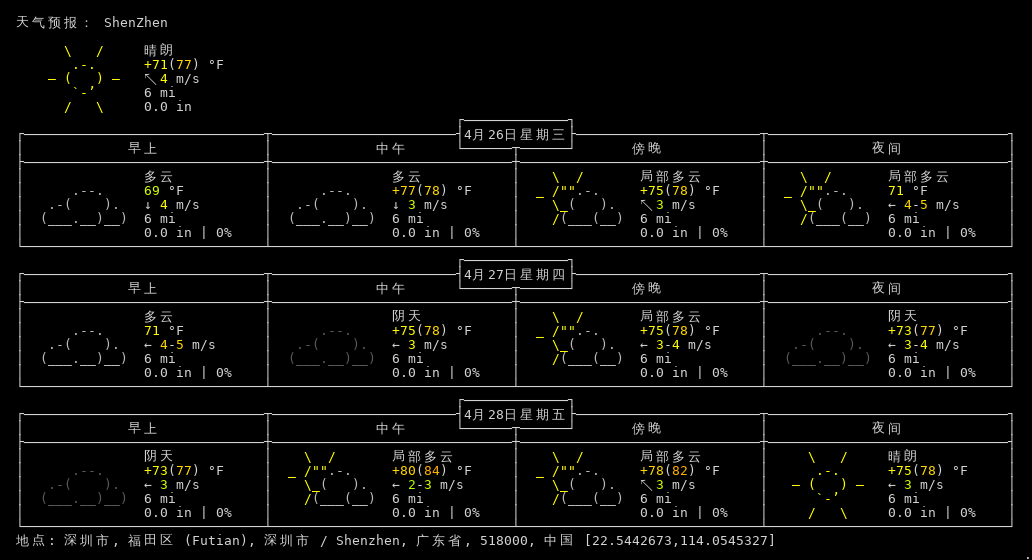 天气预报： ShenZhen
晴朗
+71(77) °F
↖ 4 m/s
6 mi
0.0 in
4月26日星期三
早上 中午 傍晚 夜间
多云 多云 局部多云 局部多云
69 °F +77(78) °F +75(78) °F 71 °F
↓ 4 m/s ↓ 3 m/s ↖ 3 m/s ← 4-5 m/s
6 mi 6 mi 6 mi 6 mi
0.0 in | 0% 0.0 in | 0% 0.0 in | 0% 0.0 in | 0%
4月27日星期四
早上 中午 傍晚 夜间
多云 阴天 局部多云 阴天
71 °F +75(78) °F +75(78) °F +73(77) °F
← 4-5 m/s ← 3 m/s ← 3-4 m/s ← 3-4 m/s
6 mi 6 mi 6 mi 6 mi
0.0 in | 0% 0.0 in | 0% 0.0 in | 0% 0.0 in | 0%
4月28日星期五
早上 中午 傍晚 夜间
阴天 局部多云 局部多云 晴朗
+73(77) °F +80(84) °F +78(82) °F +75(78) °F
← 3 m/s ← 2-3 m/s ↖ 3 m/s ← 3 m/s
6 mi 6 mi 6 mi 6 mi
0.0 in | 0% 0.0 in | 0% 0.0 in | 0% 0.0 in | 0%
地点: 深圳市, 福田区 (Futian), 深圳市 / Shenzhen, 广东省, 518000, 中国 [22.5442673,114.0545327]